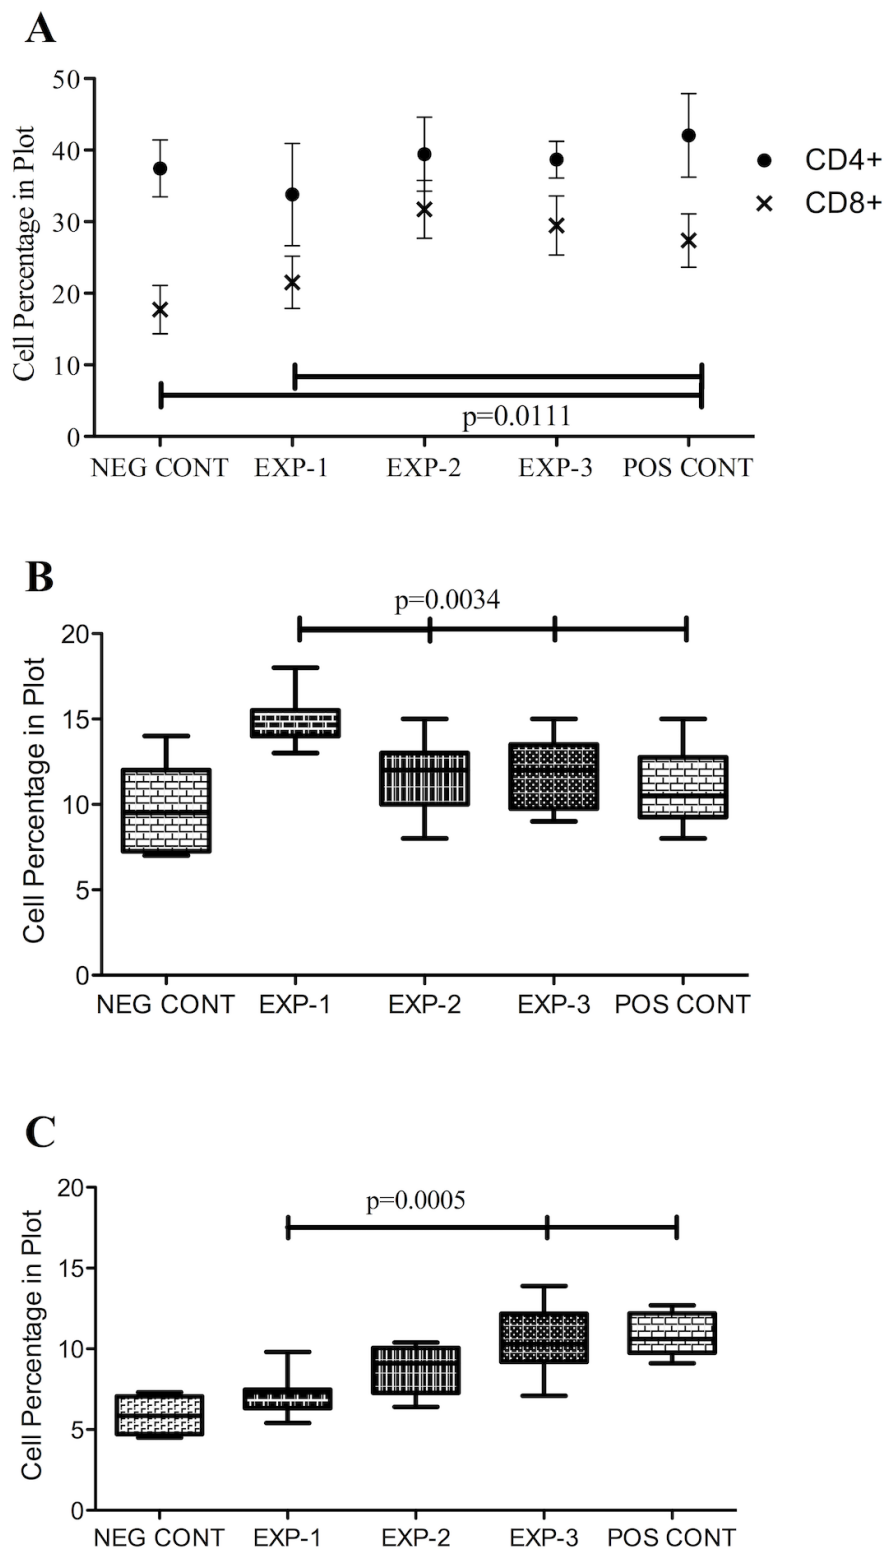 A
Cell Percentage in Plot
50
40
30
20
10
0
CD4+
CD8+
p=0.0111
NEG CONT EXP-1 EXP-2 EXP-3 POS CONT
B
p=0.0034
Cell Percentage in Plot
20
15
10
5
0
NEG CONT EXP-1 EXP-2 EXP-3 POS CONT
C
p=0.0005
Cell Percentage in Plot
20
15
10
5
0
NEG CONT EXP-1 EXP-2 EXP-3 POS CONT